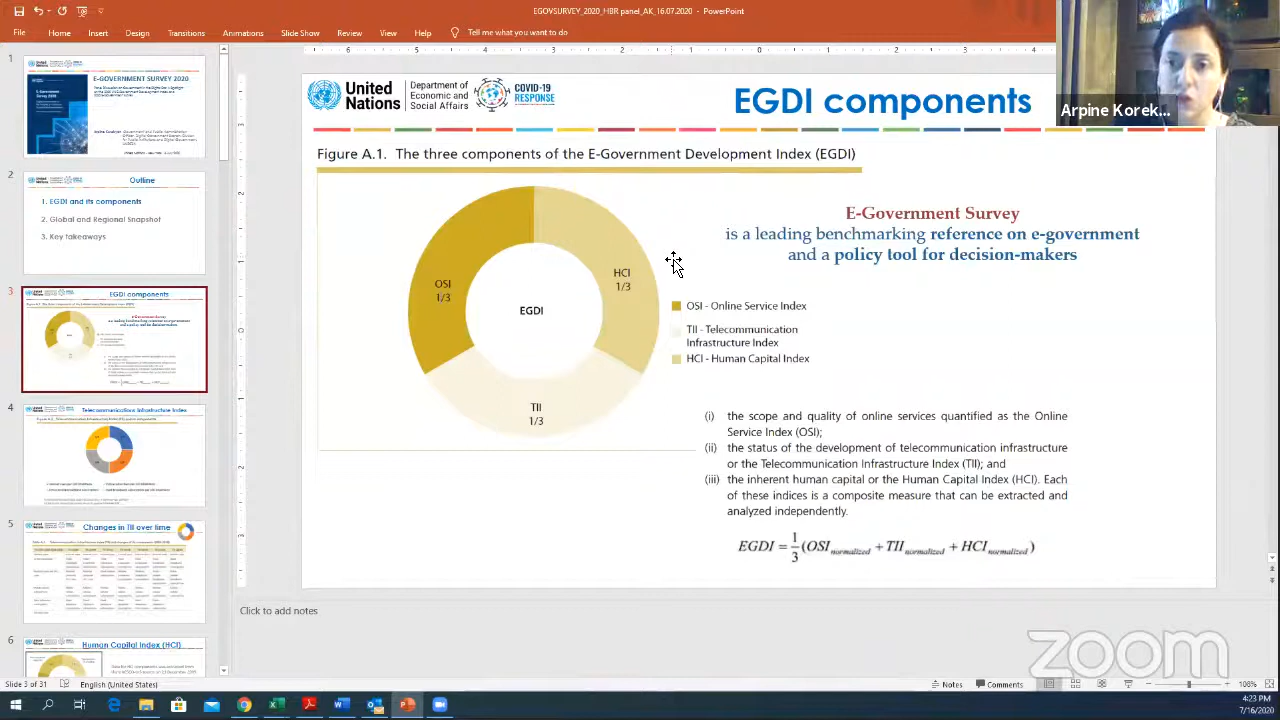 EGOVSURVEY_2020_HBR panel_AK_16.07.2020 - PowerPoint
File Home Insert Design Transitions Animations Slide Show Review View Help Tell me what you want to do
Arpine Korek...
1
E-GOVERNMENT SURVEY 2020
2
Outline
1. EGDI and its components
2. Global and Regional Snapshot
3. Key takeaways
3
EGDI components
Telecommunications Infrastructure Index
5
Changes in TII over time
6
Human Capital Index (HCI)
United Nations
Department of Economic and Social Affairs
COVID-19 RESPONSE
EGDI components
Figure A.1. The three components of the E-Government Development Index (EGDI)
OSI
1/3
HCI
1/3
EGDI
TII
1/3
E-Government Survey
is a leading benchmarking reference on e-government
and a policy tool for decision-makers
OSI - Online Service Index
TII - Telecommunication
Infrastructure Index
HCI - Human Capital Index
(i) the scope and quality of online services quantified as the Online
Service Index (OSI);
(ii) the status of the development of telecommunication infrastructure
or the Telecommunication Infrastructure Index (TII); and
(iii) the inherent human capital or the Human Capital Index (HCI). Each
of these indices is a composite measure that can be extracted and
analyzed independently.
EGDI = 1/3 (OSI normalized + TII normalized + HCI normalized)
Click to add notes
zoom
Slide 3 of 31 English (United States) Notes Comments 108%
4:23 PM
7/16/2020